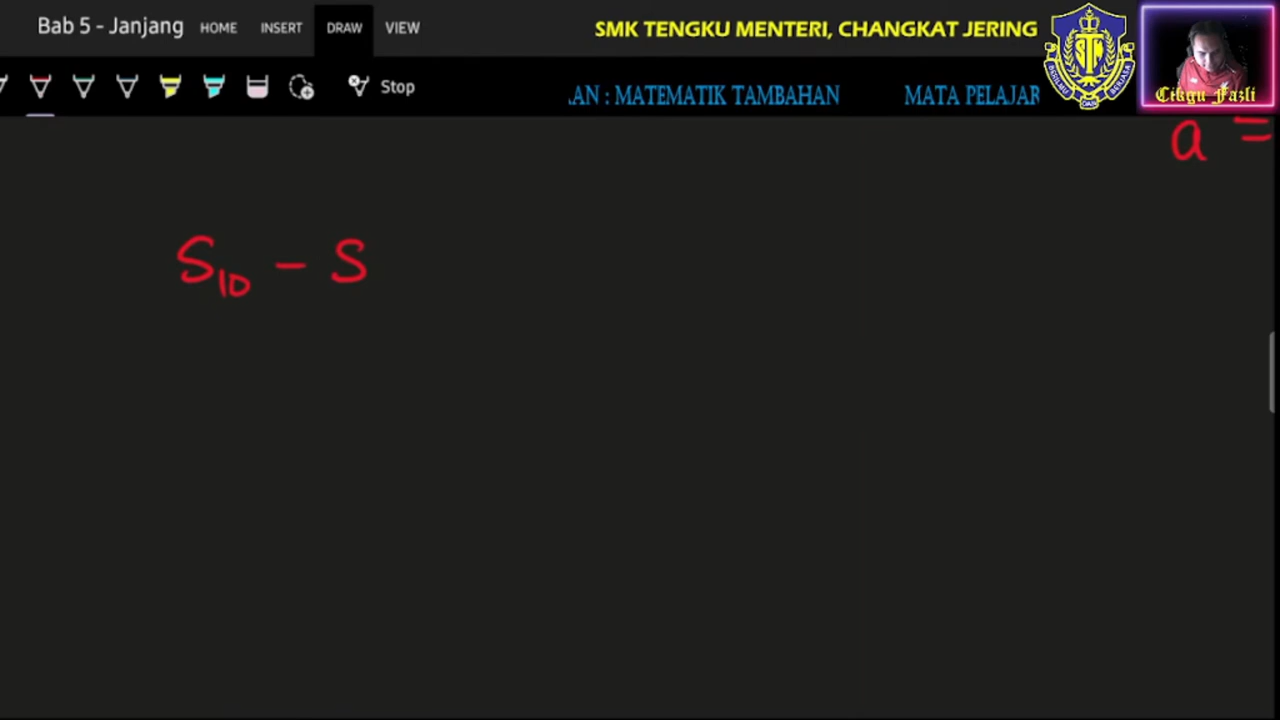 Bab 5 - Janjang HOME INSERT DRAW VIEW
SMK TENGKU MENTERI, CHANGKAT JERING
Stop
.AN : MATEMATIK TAMBAHAN MATA PELAJAR
Cikgu Fazli
a =
S₁₀ - S